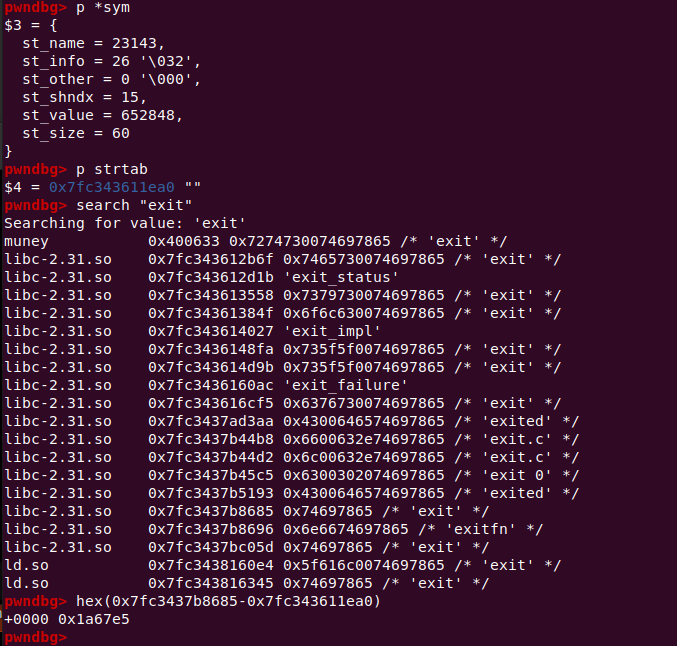 pwndbg> p *sym
$3 = {
  st_name = 23143,
  st_info = 26 '\032',
  st_other = 0 '\000',
  st_shndx = 15,
  st_value = 652848,
  st_size = 60
}
pwndbg> p strtab
$4 = 0x7fc343611ea0 ""
pwndbg> search "exit"
Searching for value: 'exit'
muney           0x400633 0x7274730074697865 /* 'exit' */
libc-2.31.so    0x7fc343612b6f 0x7465730074697865 /* 'exit' */
libc-2.31.so    0x7fc343612d1b 'exit_status'
libc-2.31.so    0x7fc343613558 0x7379730074697865 /* 'exit' */
libc-2.31.so    0x7fc34361384f 0x6f6c630074697865 /* 'exit' */
libc-2.31.so    0x7fc343614027 'exit_impl'
libc-2.31.so    0x7fc3436148fa 0x735f5f0074697865 /* 'exit' */
libc-2.31.so    0x7fc343614d9b 0x735f5f0074697865 /* 'exit' */
libc-2.31.so    0x7fc3436160ac 'exit_failure'
libc-2.31.so    0x7fc343616cf5 0x6376730074697865 /* 'exit' */
libc-2.31.so    0x7fc3437ad3aa 0x4300646574697865 /* 'exited' */
libc-2.31.so    0x7fc3437b44b8 0x6600632e74697865 /* 'exit.c' */
libc-2.31.so    0x7fc3437b44d2 0x6c00632e74697865 /* 'exit.c' */
libc-2.31.so    0x7fc3437b45c5 0x6300302074697865 /* 'exit 0' */
libc-2.31.so    0x7fc3437b5193 0x4300646574697865 /* 'exited' */
libc-2.31.so    0x7fc3437b8685 0x74697865 /* 'exit' */
libc-2.31.so    0x7fc3437b8696 0x6e6674697865 /* 'exitfn' */
libc-2.31.so    0x7fc3437bc05d 0x74697865 /* 'exit' */
ld.so           0x7fc3438160e4 0x5f616c0074697865 /* 'exit' */
ld.so           0x7fc343816345 0x74697865 /* 'exit' */
pwndbg> hex(0x7fc3437b8685-0x7fc343611ea0)
+0000 0x1a67e5
pwndbg>